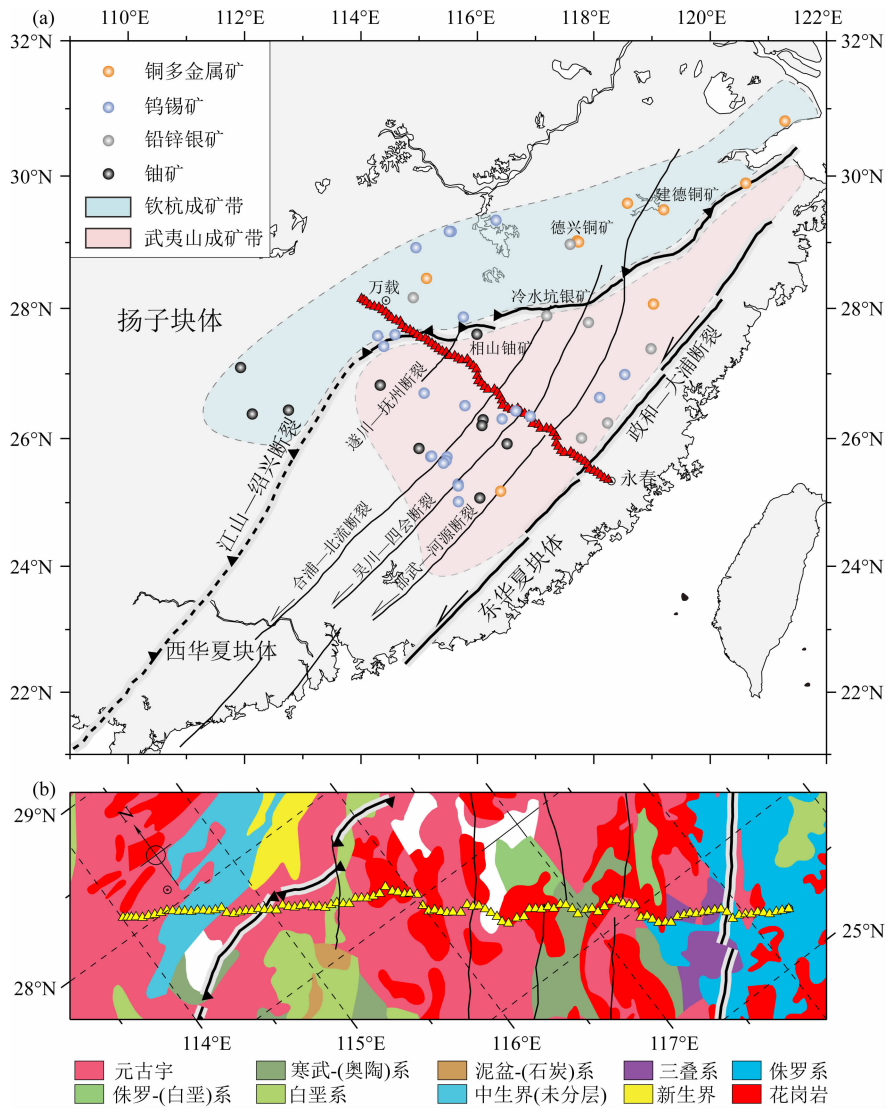 (a)
110°N 112°N 114°N 116°N 118°N 120°N 122°N
32°N 32°N
铜多金属矿
钨锡矿
铅锌银矿
铀矿
钦杭成矿带
武夷山成矿带
30°N 30°N
建德铜矿
德兴铜矿
万载
冷水坑银矿
28°N 28°N
扬子块体
相山铀矿
遂川—抚州断裂
政和—大浦断裂
26°N 26°N
永春
江山—绍兴断裂
合浦—北流断裂
吴川—四会断裂
邵武—河源断裂
24°N 24°N
东华夏块体
西华夏块体
22°N 22°N
(b)
29°N
N
25°N
28°N
114°E 115°E 116°E 117°E
元古宇 寒武-(奥陶)系 泥盆-(石炭)系 三叠系 侏罗系
侏罗-(白垩)系 白垩系 中生界(未分层) 新生界 花岗岩